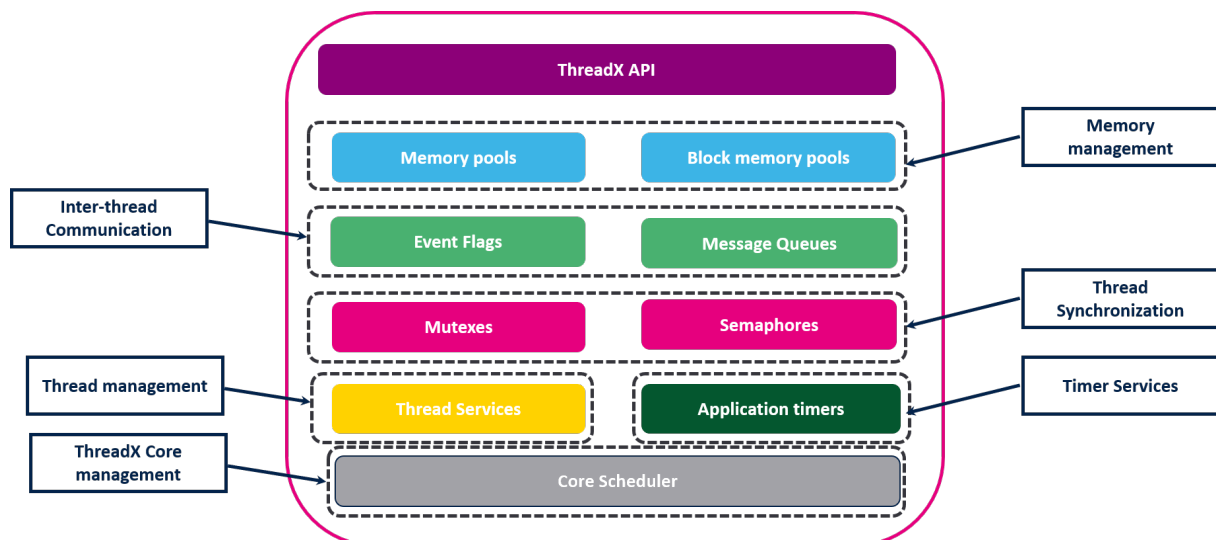 ThreadX API
Memory pools
Block memory pools
Memory
management
Inter-thread
Communication
Event Flags
Message Queues
Mutexes
Semaphores
Thread
Synchronization
Thread management
Thread Services
Application timers
Timer Services
ThreadX Core
management
Core Scheduler